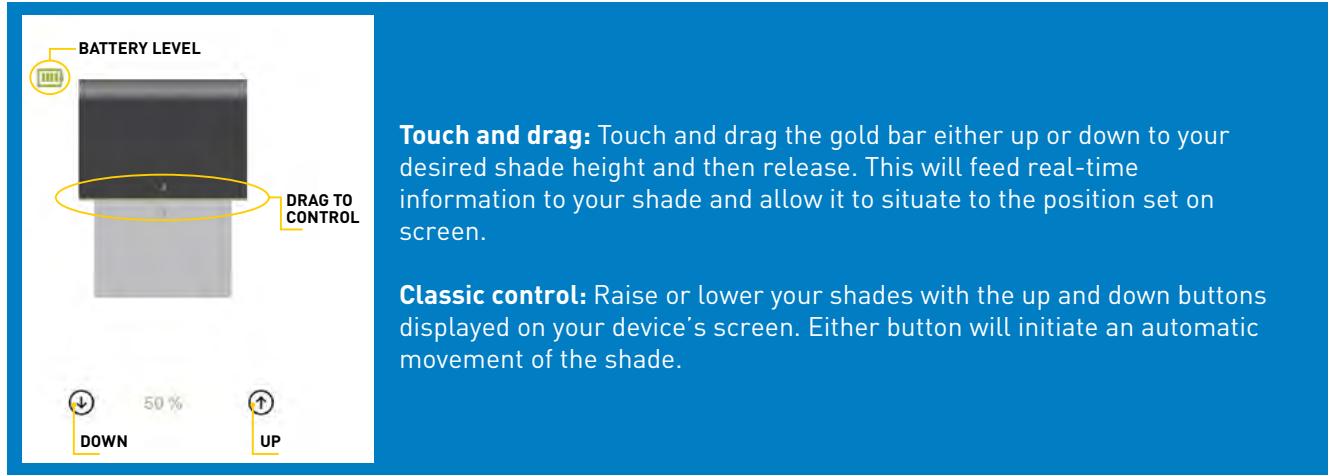 BATTERY LEVEL
DRAG TO
CONTROL
50 %
DOWN
UP
Touch and drag: Touch and drag the gold bar either up or down to your
desired shade height and then release. This will feed real-time
information to your shade and allow it to situate to the position set on
screen.
Classic control: Raise or lower your shades with the up and down buttons
displayed on your device’s screen. Either button will initiate an automatic
movement of the shade.